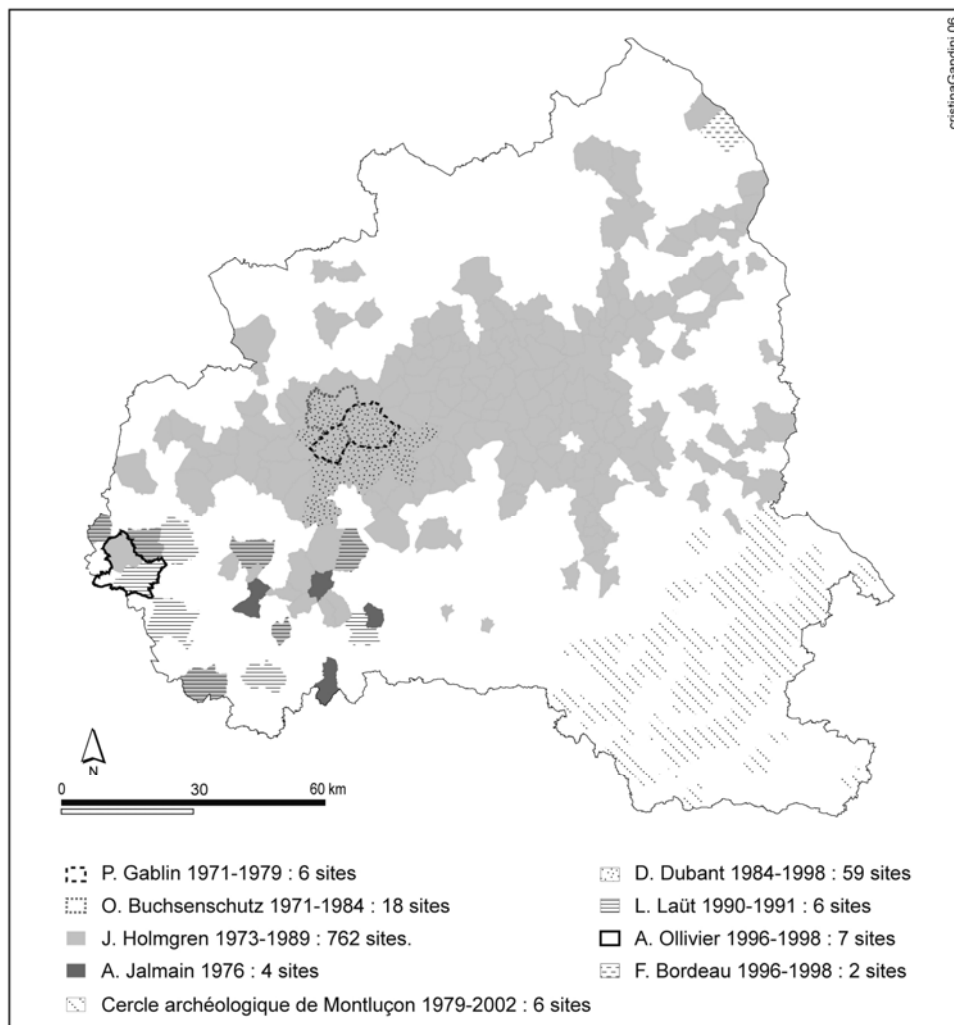 cristinaGandini 06
N
0 30 60 km
P. Gablin 1971-1979 : 6 sites
O. Buchsenschutz 1971-1984 : 18 sites
J. Holmgren 1973-1989 : 762 sites.
A. Jalmain 1976 : 4 sites
Cercle archéologique de Montluçon 1979-2002 : 6 sites
D. Dubant 1984-1998 : 59 sites
L. Laüt 1990-1991 : 6 sites
A. Ollivier 1996-1998 : 7 sites
F. Bordeau 1996-1998 : 2 sites